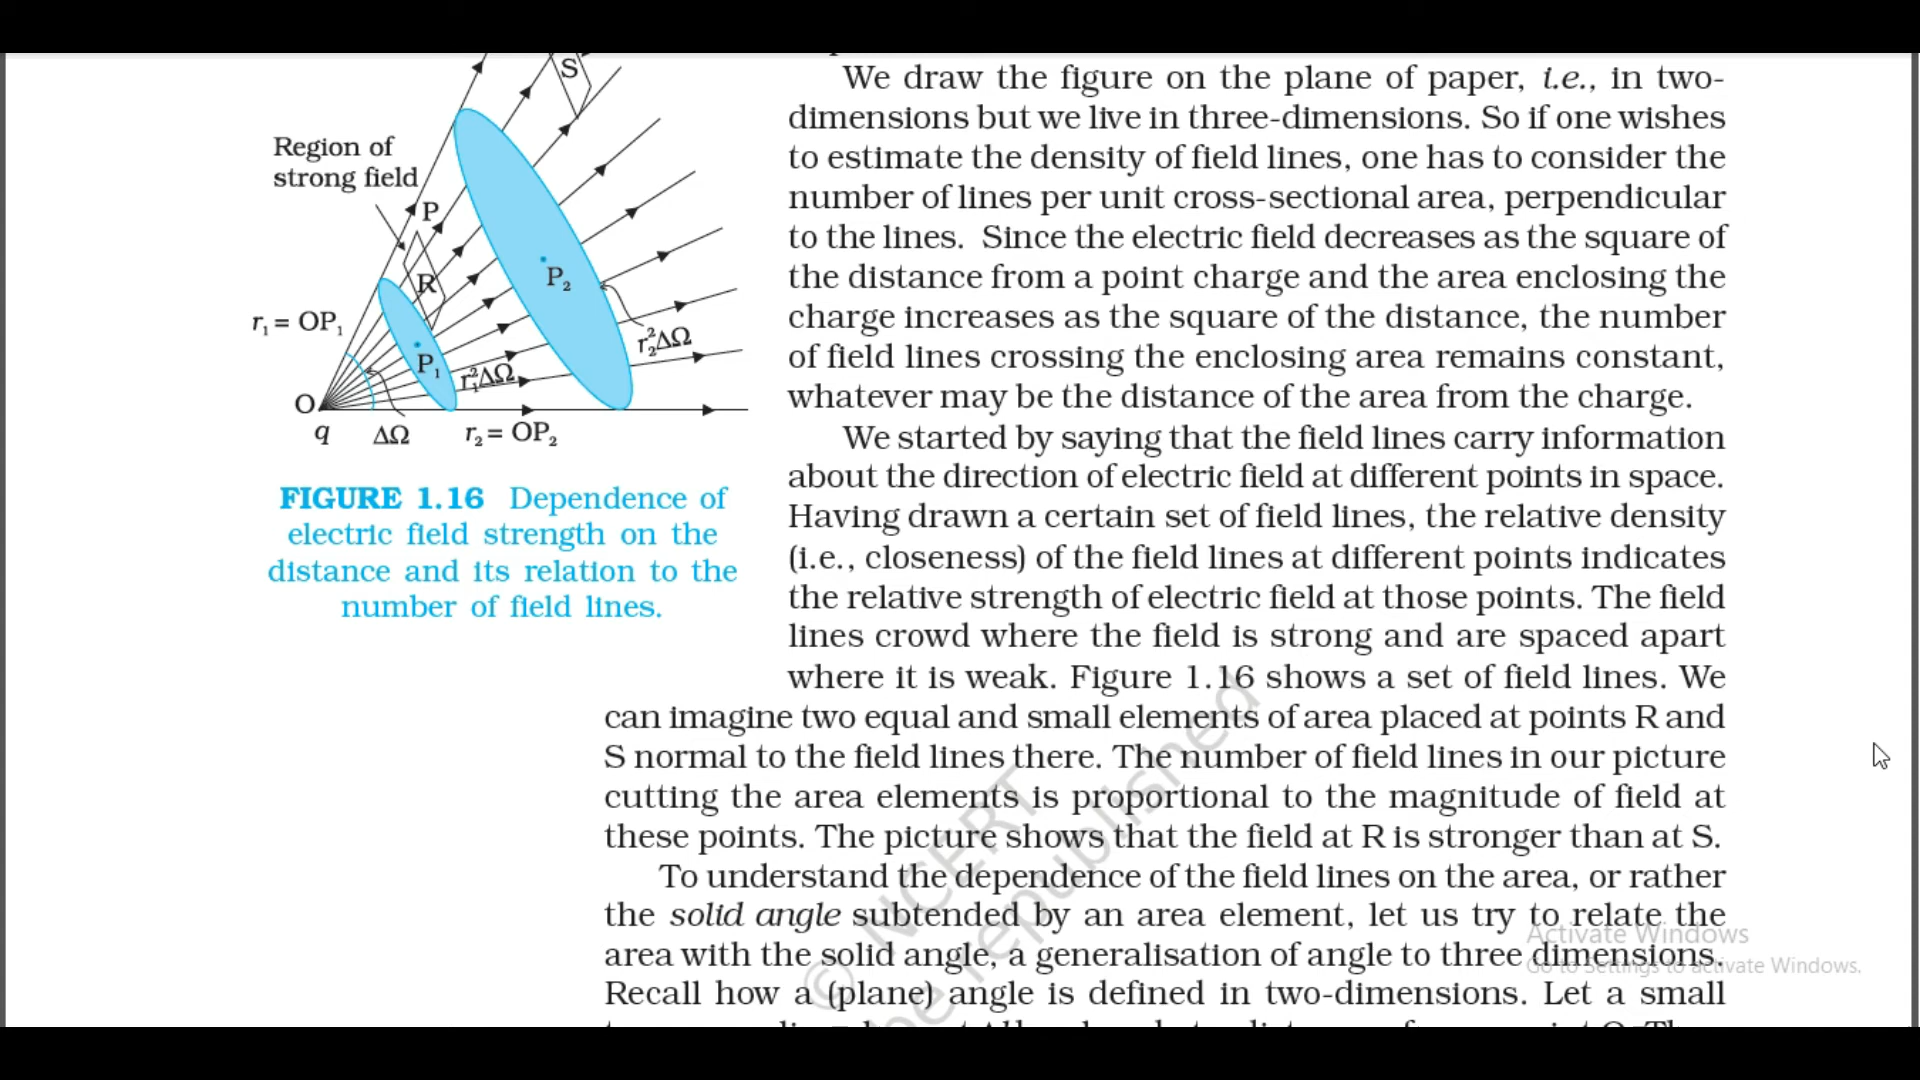 S
Region of
strong field
P
R
P₂
r₁ = OP₁
r₂²ΔΩ
P₁
r₁²ΔΩ
O
q
ΔΩ
r₂ = OP₂
FIGURE 1.16 Dependence of
electric field strength on the
distance and its relation to the
number of field lines.
We draw the figure on the plane of paper, i.e., in two-
dimensions but we live in three-dimensions. So if one wishes
to estimate the density of field lines, one has to consider the
number of lines per unit cross-sectional area, perpendicular
to the lines. Since the electric field decreases as the square of
the distance from a point charge and the area enclosing the
charge increases as the square of the distance, the number
of field lines crossing the enclosing area remains constant,
whatever may be the distance of the area from the charge.
We started by saying that the field lines carry information
about the direction of electric field at different points in space.
Having drawn a certain set of field lines, the relative density
(i.e., closeness) of the field lines at different points indicates
the relative strength of electric field at those points. The field
lines crowd where the field is strong and are spaced apart
where it is weak. Figure 1.16 shows a set of field lines. We
can imagine two equal and small elements of area placed at points R and
S normal to the field lines there. The number of field lines in our picture
cutting the area elements is proportional to the magnitude of field at
these points. The picture shows that the field at R is stronger than at S.
To understand the dependence of the field lines on the area, or rather
the solid angle subtended by an area element, let us try to relate the
area with the solid angle, a generalisation of angle to three dimensions.
Recall how a (plane) angle is defined in two-dimensions. Let a small
© NCERT
be republished
Activate Windows
Go to Settings to activate Windows.